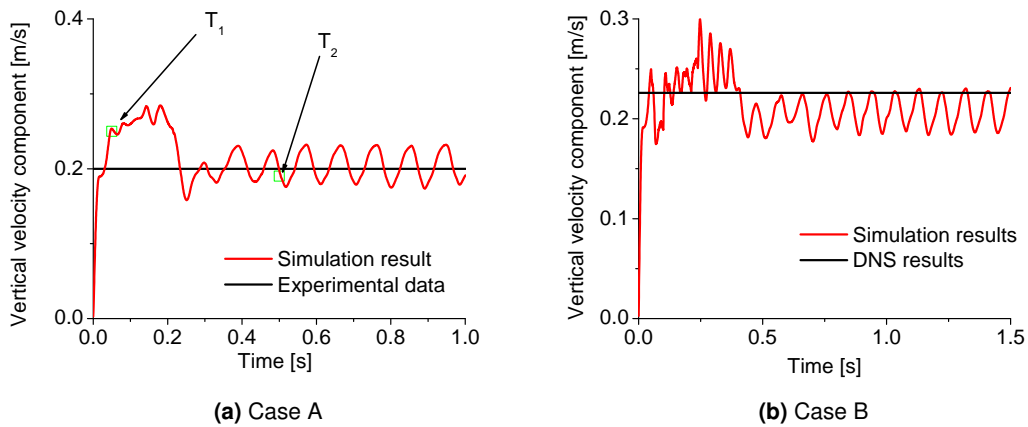 Vertical velocity component [m/s]
0.4
0.2
0.0
T1
T2
Simulation result
Experimental data
0.0 0.2 0.4 0.6 0.8 1.0
Time [s]
(a) Case A
Vertical velocity component [m/s]
0.3
0.2
0.1
0.0
Simulation results
DNS results
0.0 0.5 1.0 1.5
Time [s]
(b) Case B